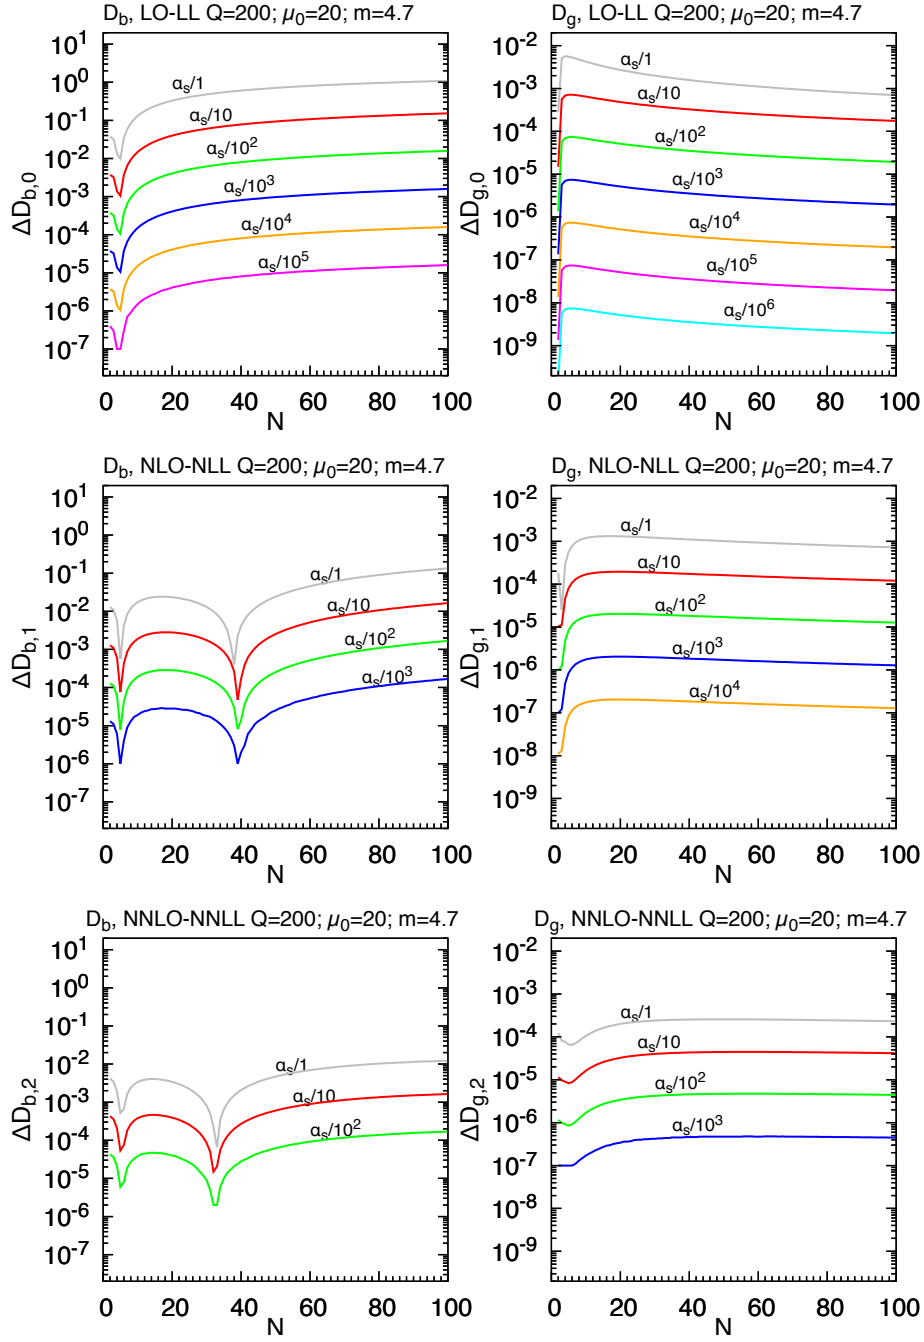 D_b, LO-LL Q=200; μ_0=20; m=4.7
10^1
10^0
10^-1
10^-2
10^-3
10^-4
10^-5
10^-6
10^-7
ΔD_b,0
α_s/1
α_s/10
α_s/10^2
α_s/10^3
α_s/10^4
α_s/10^5
0 20 40 60 80 100
N
D_g, LO-LL Q=200; μ_0=20; m=4.7
10^-2
10^-3
10^-4
10^-5
10^-6
10^-7
10^-8
10^-9
ΔD_g,0
α_s/1
α_s/10
α_s/10^2
α_s/10^3
α_s/10^4
α_s/10^5
α_s/10^6
0 20 40 60 80 100
N
D_b, NLO-NLL Q=200; μ_0=20; m=4.7
10^1
10^0
10^-1
10^-2
10^-3
10^-4
10^-5
10^-6
10^-7
ΔD_b,1
α_s/1
α_s/10
α_s/10^2
α_s/10^3
0 20 40 60 80 100
N
D_g, NLO-NLL Q=200; μ_0=20; m=4.7
10^-2
10^-3
10^-4
10^-5
10^-6
10^-7
10^-8
10^-9
ΔD_g,1
α_s/1
α_s/10
α_s/10^2
α_s/10^3
α_s/10^4
0 20 40 60 80 100
N
D_b, NNLO-NNLL Q=200; μ_0=20; m=4.7
10^1
10^0
10^-1
10^-2
10^-3
10^-4
10^-5
10^-6
10^-7
ΔD_b,2
α_s/1
α_s/10
α_s/10^2
0 20 40 60 80 100
N
D_g, NNLO-NNLL Q=200; μ_0=20; m=4.7
10^-2
10^-3
10^-4
10^-5
10^-6
10^-7
10^-8
10^-9
ΔD_g,2
α_s/1
α_s/10
α_s/10^2
α_s/10^3
0 20 40 60 80 100
N